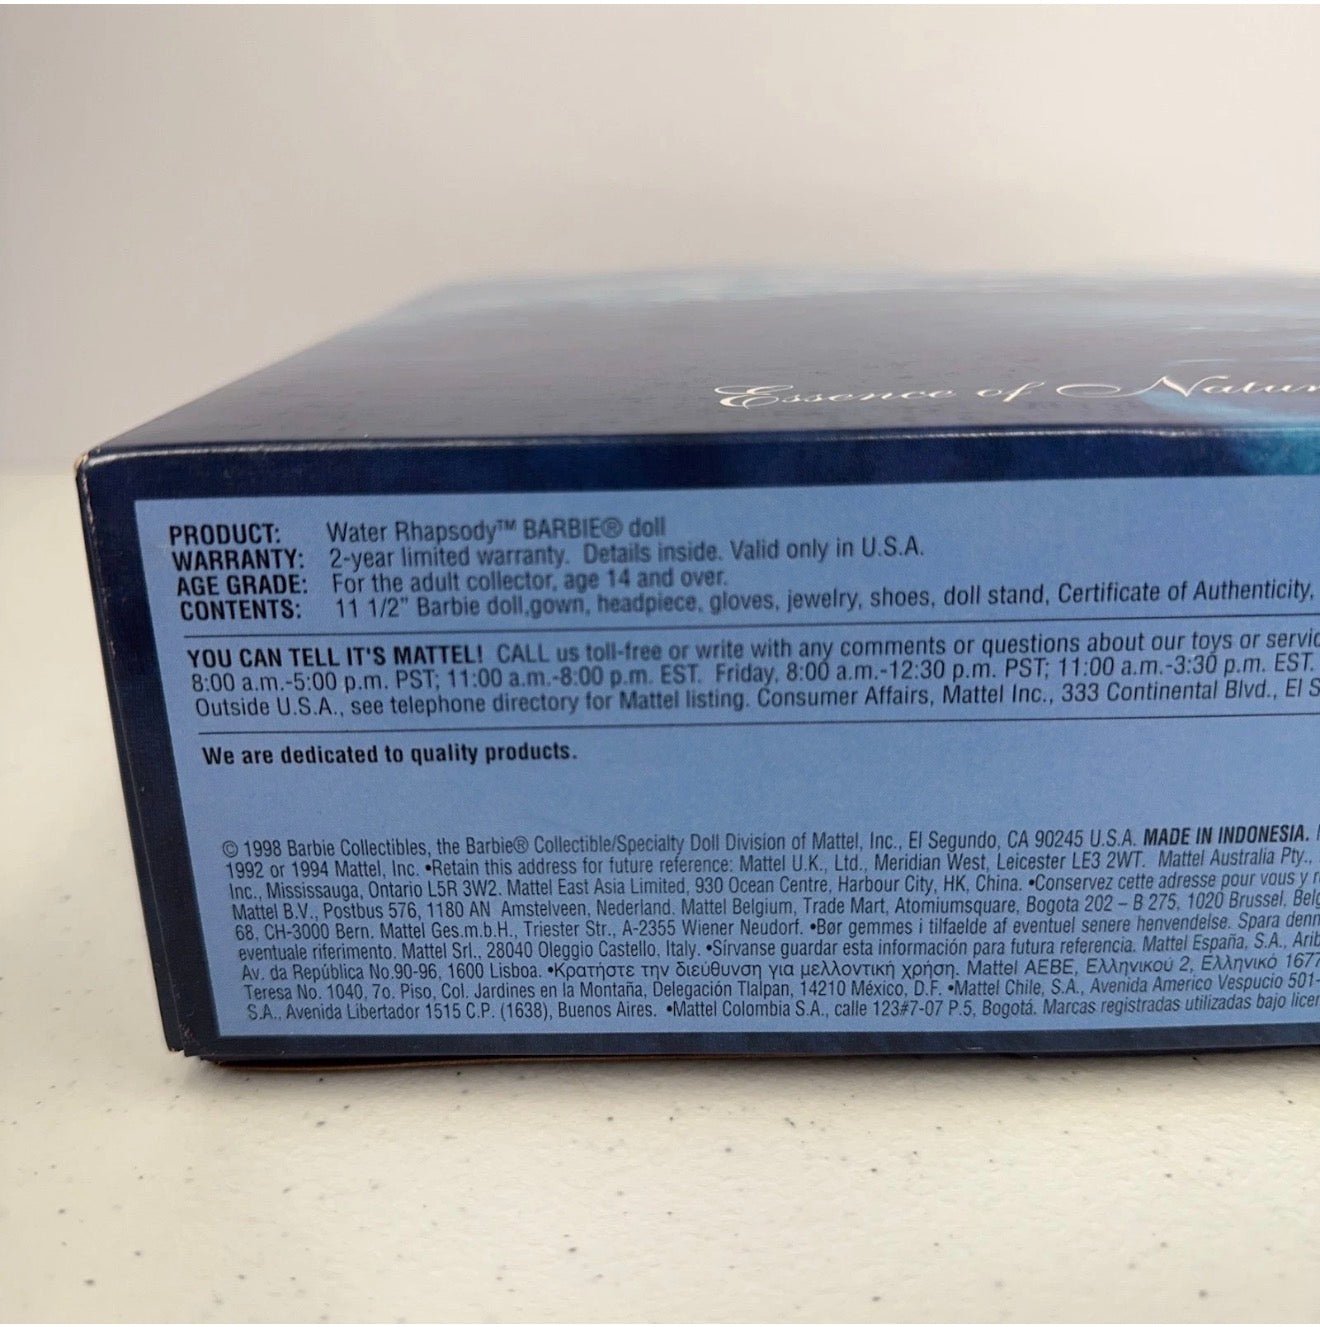 Essence of Natur
PRODUCT: Water Rhapsody™ BARBIE® doll
WARRANTY: 2-year limited warranty. Details inside. Valid only in U.S.A.
AGE GRADE: For the adult collector, age 14 and over.
CONTENTS: 11 1/2" Barbie doll,gown, headpiece, gloves, jewelry, shoes, doll stand, Certificate of Authenticity,
YOU CAN TELL IT'S MATTEL! CALL us toll-free or write with any comments or questions about our toys or servic
8:00 a.m.-5:00 p.m. PST; 11:00 a.m.-8:00 p.m. EST. Friday, 8:00 a.m.-12:30 p.m. PST; 11:00 a.m.-3:30 p.m. EST.
Outside U.S.A., see telephone directory for Mattel listing. Consumer Affairs, Mattel Inc., 333 Continental Blvd., El S
We are dedicated to quality products.
© 1998 Barbie Collectibles, the Barbie® Collectible/Specialty Doll Division of Mattel, Inc., El Segundo, CA 90245 U.S.A. MADE IN INDONESIA.
1992 or 1994 Mattel, Inc. •Retain this address for future reference: Mattel U.K., Ltd., Meridian West, Leicester LE3 2WT. Mattel Australia Pty.,
Inc., Mississauga, Ontario L5R 3W2. Mattel East Asia Limited, 930 Ocean Centre, Harbour City, HK, China. •Conservez cette adresse pour vous y r
Mattel B.V., Postbus 576, 1180 AN Amstelveen, Nederland. Mattel Belgium, Trade Mart, Atomiumsquare, Bogota 202 – B 275, 1020 Brussel, Belg
68, CH-3000 Bern. Mattel Ges.m.b.H., Triester Str., A-2355 Wiener Neudorf. •Bør gemmes i tilfaelde af eventuel senere henvendelse. Spara denn
eventuale riferimento. Mattel Srl., 28040 Oleggio Castello, Italy. •Sírvanse guardar esta información para futura referencia. Mattel España, S.A., Arib
Av. da República No.90-96, 1600 Lisboa. •Κρατήστε την διεύθυνση για μελλοντική χρήση. Mattel AEBE, Ελληνικού 2, Ελληνικό 1677
Teresa No. 1040, 7o. Piso, Col. Jardines en la Montaña, Delegación Tlalpan, 14210 México, D.F. •Mattel Chile, S.A., Avenida Americo Vespucio 501-
S.A., Avenida Libertador 1515 C.P. (1638), Buenos Aires. •Mattel Colombia S.A., calle 123#7-07 P.5, Bogotá. Marcas registradas utilizadas bajo licen